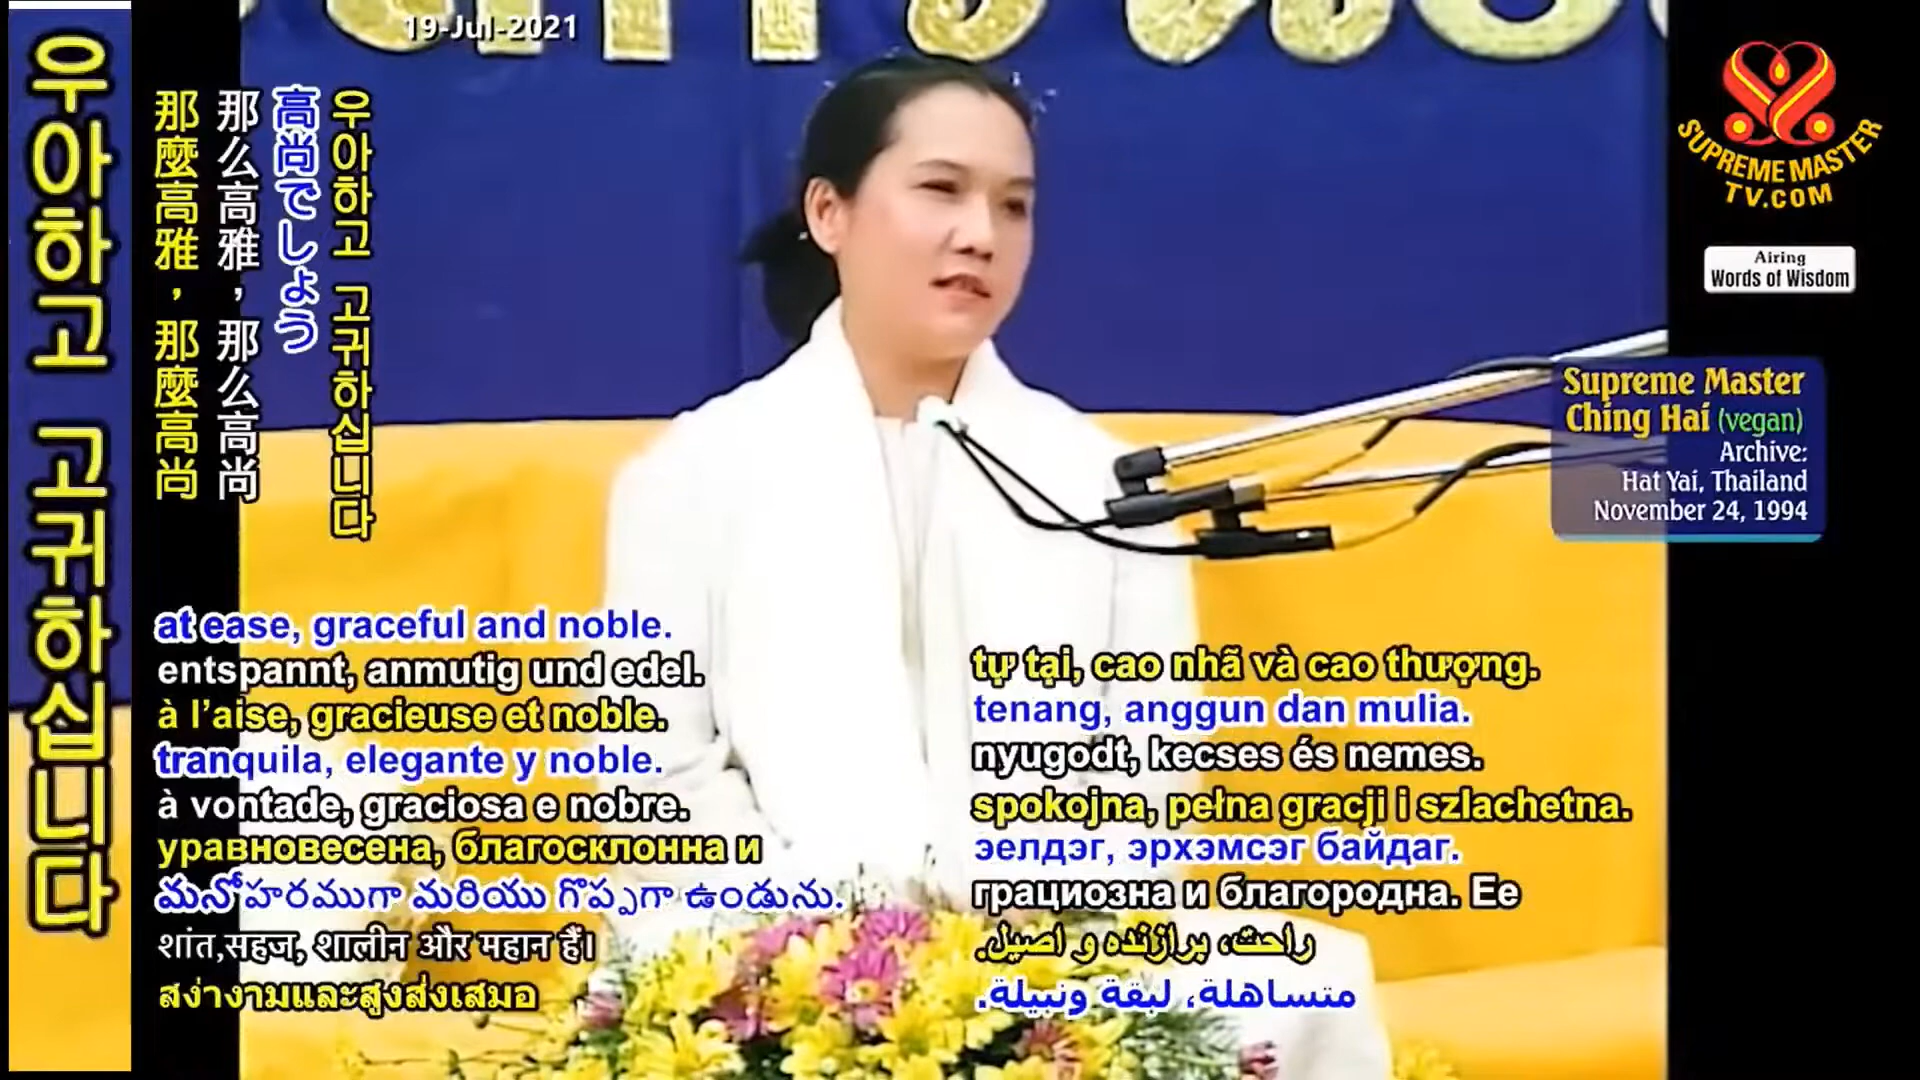 19-Jul-2021
우아하고 고귀하십니다
那麼高雅，那麼高尚
那么高雅，那么高尚
高尚でしょう
우아하고 고귀하십니다
SUPREME MASTER
TV.COM
Airing
Words of Wisdom
Supreme Master
Ching Hai (vegan)
Archive:
Hat Yai, Thailand
November 24, 1994
at ease, graceful and noble.
entspannt, anmutig und edel.
à l’aise, gracieuse et noble.
tranquila, elegante y noble.
à vontade, graciosa e nobre.
уравновесена, благосклонна и
మనోహరముగా మరియు గొప్పగా ఉండును.
शांत,सहज, शालीन और महान हैं।
สง่างามและสูงส่งเสมอ
tự tại, cao nhã và cao thượng.
tenang, anggun dan mulia.
nyugodt, kecses és nemes.
spokojna, pełna gracji i szlachetna.
эелдэг, эрхэмсэг байдаг.
грациозна и благородна. Ее
راحت، برازنده و اصیل.
متساهلة، لبقة ونبيلة.